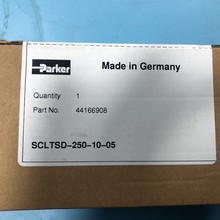 Parker
Made in Germany
Quantity 1
Part No. 44166908
SCLTSD-250-10-05